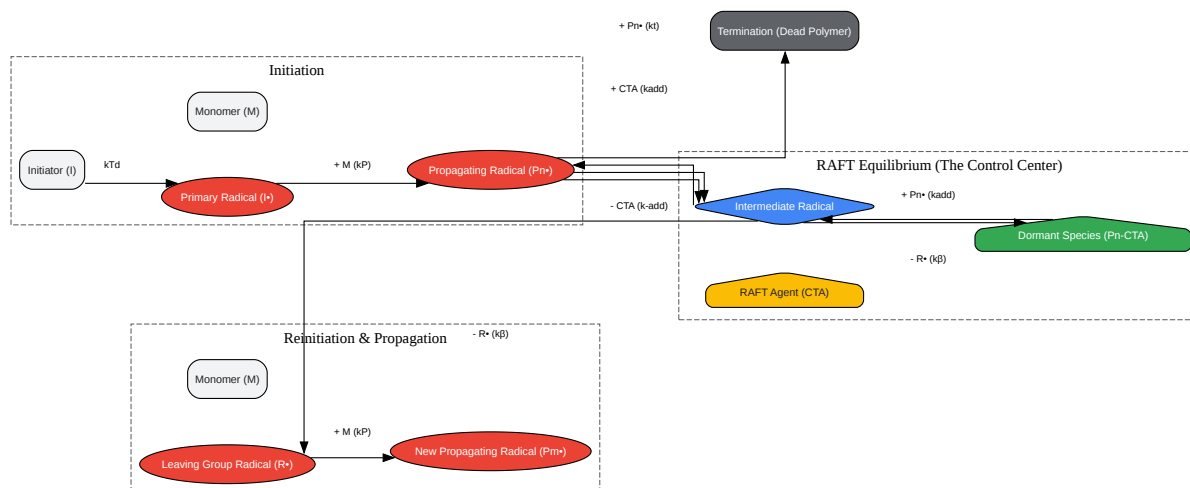 + Pn• (kt)
Termination (Dead Polymer)
Initiation
+ CTA (kadd)
Monomer (M)
Initiator (I)
kTd
+ M (kP)
Propagating Radical (Pn•)
Primary Radical (I•)
RAFT Equilibrium (The Control Center)
- CTA (k-add)
Intermediate Radical
+ Pn• (kadd)
Dormant Species (Pn-CTA)
- R• (kβ)
RAFT Agent (CTA)
Reinitiation & Propagation
- R• (kβ)
Monomer (M)
+ M (kP)
Leaving Group Radical (R•)
New Propagating Radical (Pm•)